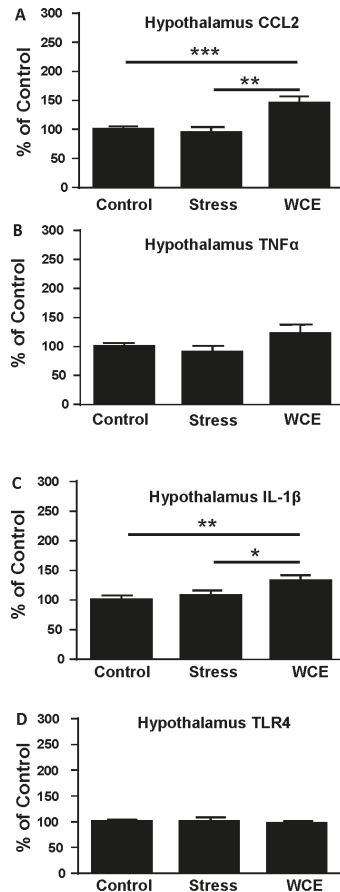 A
Hypothalamus CCL2
% of Control
300
250
200
150
100
50
0
***
**
Control Stress WCE
B
Hypothalamus TNFα
% of Control
300
250
200
150
100
50
0
Control Stress WCE
C
Hypothalamus IL-1β
% of Control
300
250
200
150
100
50
0
**
*
Control Stress WCE
D
Hypothalamus TLR4
% of Control
300
250
200
150
100
50
0
Control Stress WCE